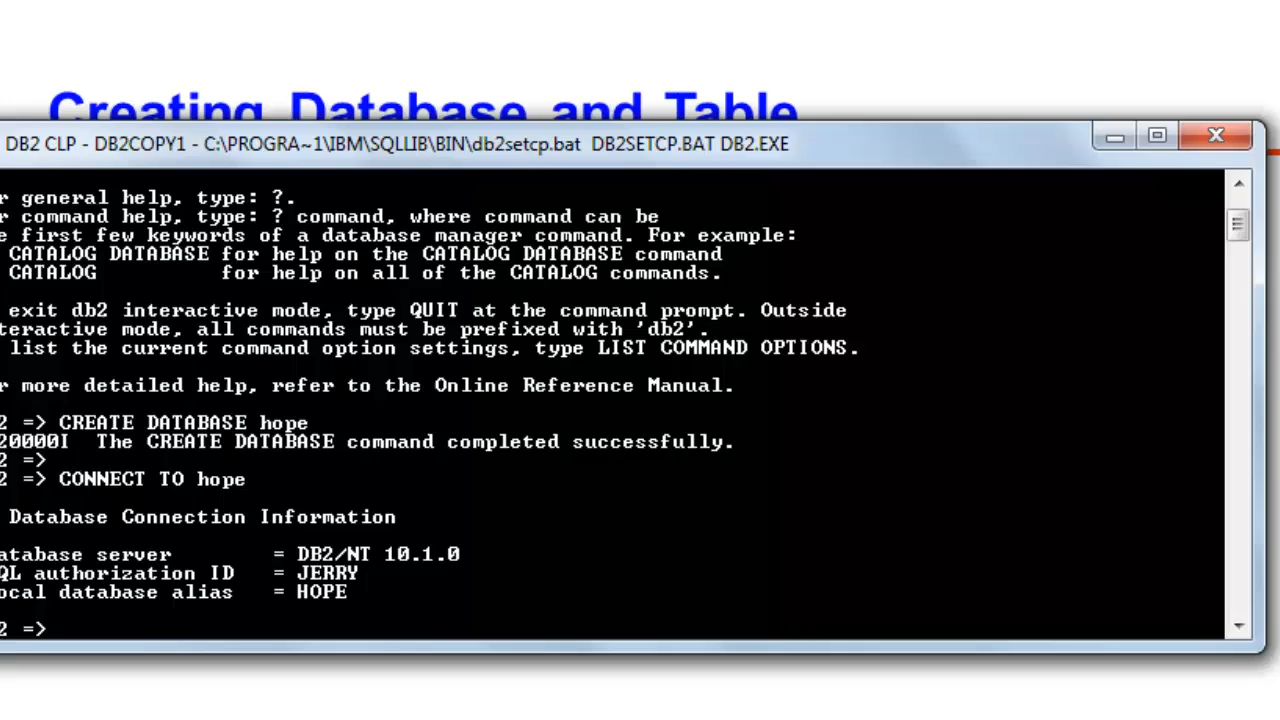 Creating Database and Table
DB2 CLP - DB2COPY1 - C:\PROGRA~1\IBM\SQLLIB\BIN\db2setcp.bat DB2SETCP.BAT DB2.EXE
r general help, type: ?.
r command help, type: ? command, where command can be
e first few keywords of a database manager command. For example:
CATALOG DATABASE for help on the CATALOG DATABASE command
CATALOG for help on all of the CATALOG commands.
exit db2 interactive mode, type QUIT at the command prompt. Outside
teractive mode, all commands must be prefixed with 'db2'.
list the current command option settings, type LIST COMMAND OPTIONS.
r more detailed help, refer to the Online Reference Manual.
2 => CREATE DATABASE hope
20000I The CREATE DATABASE command completed successfully.
2 =>
2 => CONNECT TO hope
Database Connection Information
atabase server = DB2/NT 10.1.0
QL authorization ID = JERRY
ocal database alias = HOPE
2 =>